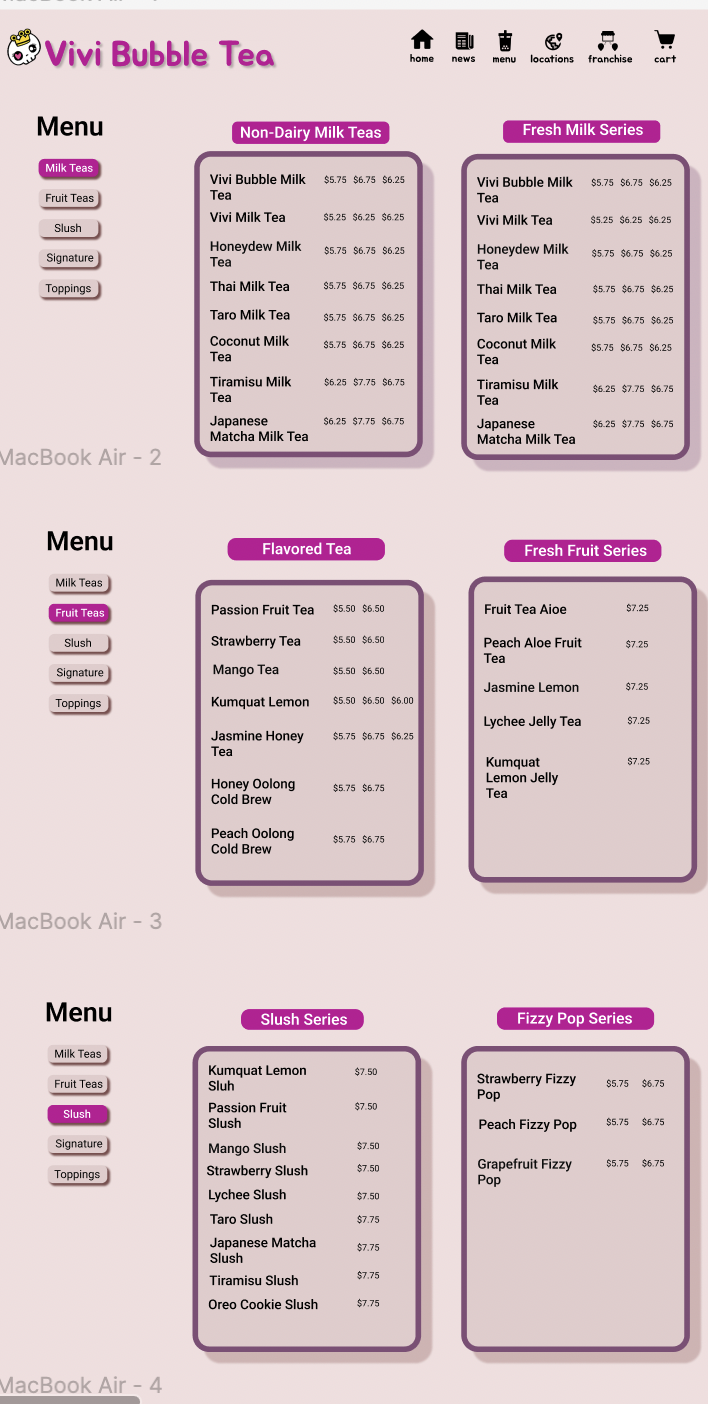 Vivi Bubble Tea
home news menu locations franchise cart
Menu
Milk Teas
Fruit Teas
Slush
Signature
Toppings
Non-Dairy Milk Teas
Vivi Bubble Milk $5.75 $6.75 $6.25
Tea
Vivi Milk Tea $5.25 $6.25 $6.25
Honeydew Milk $5.75 $6.75 $6.25
Tea
Thai Milk Tea $5.75 $6.75 $6.25
Taro Milk Tea $5.75 $6.75 $6.25
Coconut Milk $5.75 $6.75 $6.25
Tea
Tiramisu Milk $6.25 $7.75 $6.75
Tea
Japanese $6.25 $7.75 $6.75
Matcha Milk Tea
Fresh Milk Series
Vivi Bubble Milk $5.75 $6.75 $6.25
Tea
Vivi Milk Tea $5.25 $6.25 $6.25
Honeydew Milk $5.75 $6.75 $6.25
Tea
Thai Milk Tea $5.75 $6.75 $6.25
Taro Milk Tea $5.75 $6.75 $6.25
Coconut Milk $5.75 $6.75 $6.25
Tea
Tiramisu Milk $6.25 $7.75 $6.75
Tea
Japanese $6.25 $7.75 $6.75
Matcha Milk Tea
MacBook Air - 2
Menu
Milk Teas
Fruit Teas
Slush
Signature
Toppings
Flavored Tea
Passion Fruit Tea $5.50 $6.50
Strawberry Tea $5.50 $6.50
Mango Tea $5.50 $6.50
Kumquat Lemon $5.50 $6.50 $6.00
Jasmine Honey $5.75 $6.75 $6.25
Tea
Honey Oolong $5.75 $6.75
Cold Brew
Peach Oolong $5.75 $6.75
Cold Brew
Fresh Fruit Series
Fruit Tea Aioe $7.25
Peach Aloe Fruit $7.25
Tea
Jasmine Lemon $7.25
Lychee Jelly Tea $7.25
Kumquat $7.25
Lemon Jelly
Tea
MacBook Air - 3
Menu
Milk Teas
Fruit Teas
Slush
Signature
Toppings
Slush Series
Kumquat Lemon $7.50
Sluh
Passion Fruit $7.50
Slush
Mango Slush $7.50
Strawberry Slush $7.50
Lychee Slush $7.50
Taro Slush $7.75
Japanese Matcha $7.75
Slush
Tiramisu Slush $7.75
Oreo Cookie Slush $7.75
Fizzy Pop Series
Strawberry Fizzy $5.75 $6.75
Pop
Peach Fizzy Pop $5.75 $6.75
Grapefruit Fizzy $5.75 $6.75
Pop
MacBook Air - 4